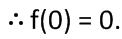 ∴ f(0) = 0.